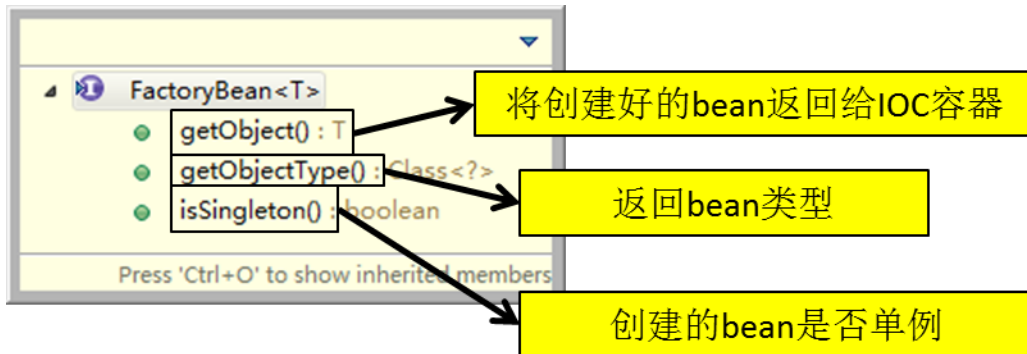 FactoryBean<T>
将创建好的bean返回给IOC容器
getObject() : T
getObjectType() : Class<?>
返回bean类型
isSingleton() : boolean
Press 'Ctrl+O' to show inherited members
创建的bean是否单例